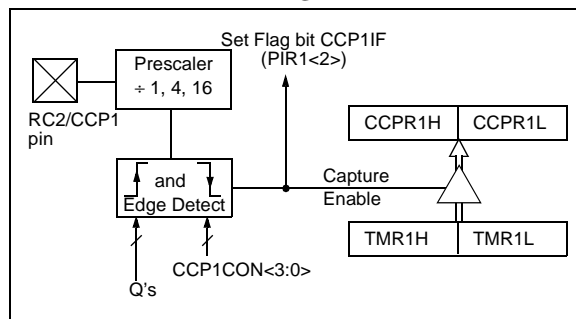 Set Flag bit CCP1IF
(PIR1<2>)
Prescaler
÷ 1, 4, 16
RC2/CCP1
pin
CCPR1H
CCPR1L
and
Edge Detect
Capture
Enable
TMR1H
TMR1L
CCP1CON<3:0>
Q's